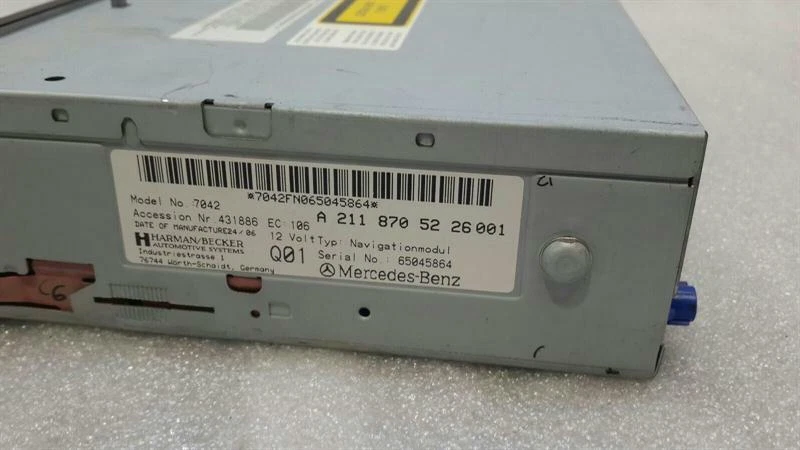 *7042FN065045864*
Model No.:7042
Accession Nr.431886 EC: 106 A 211 870 52 26 001
DATE OF MANUFACTURE24/06 12 Volt Typ: Navigationmodul
HARMAN/BECKER
AUTOMOTIVE SYSTEMS
Q01 Serial No.: 65045864
Industriestrasse 1
76744 Wörth-Schaidt, Germany
Mercedes-Benz
C1
C6